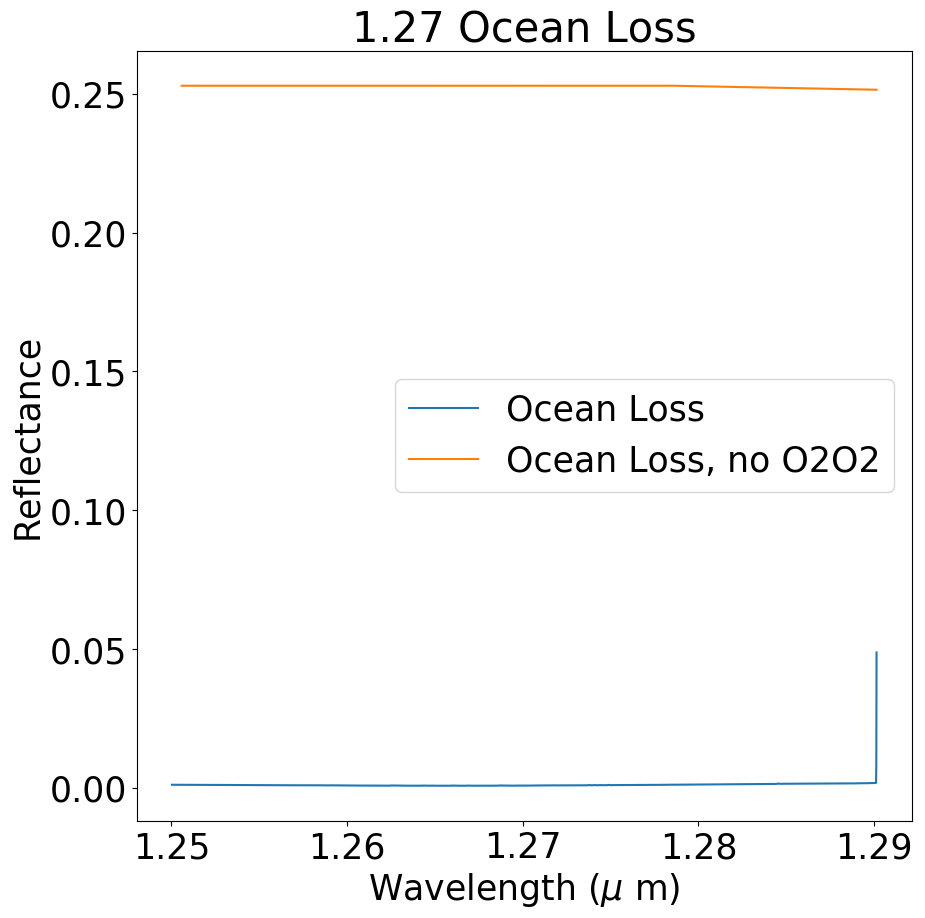 1.27 Ocean Loss
Reflectance
0.25
0.20
0.15
0.10
0.05
0.00
Ocean Loss
Ocean Loss, no O2O2
1.25 1.26 1.27 1.28 1.29
Wavelength (μ m)